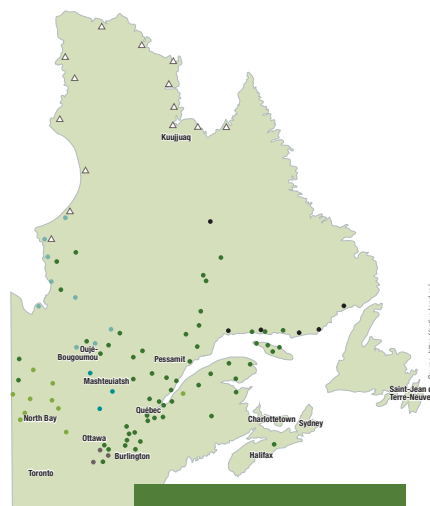 Kuujjuaq
Oujé-
Bougoumou
Pessamit
Mashteuiatsh
Saint-Jean
Terre-Neuve
North Bay
Québec
Charlottetown
Sydney
Ottawa
Burlington
Halifax
Toronto